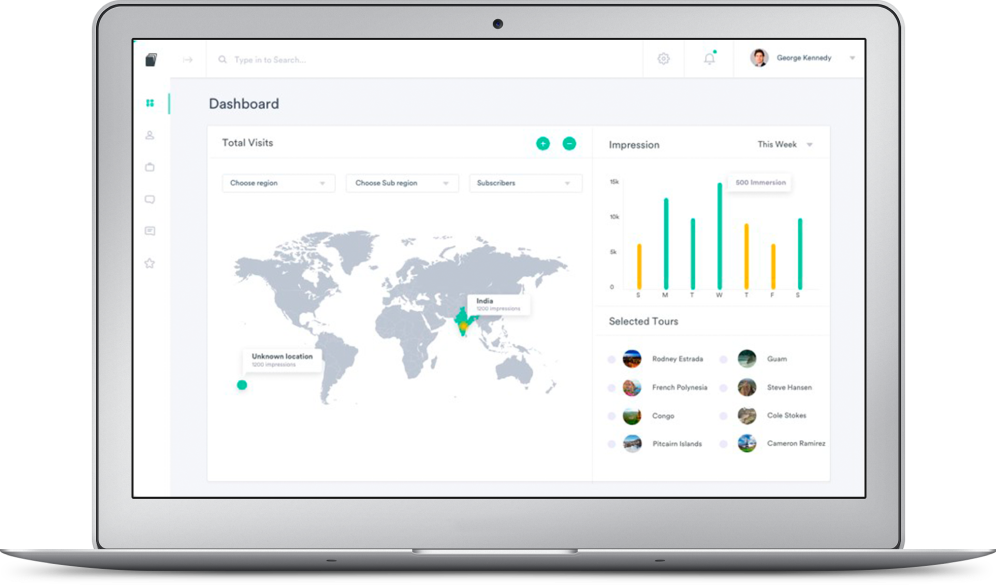 Type in to Search...
George Kennedy
Dashboard
Total Visits
Choose region
Choose Sub region
Subscribers
India
1200 Impressions
Unknown location
1200 Impressions
Impression
This Week
15k
500 Immersion
10k
5k
0
S M T W T F S
Selected Tours
Rodney Estrada
Guam
French Polynesia
Steve Hansen
Congo
Cole Stokes
Pitcairn Islands
Cameron Ramirez